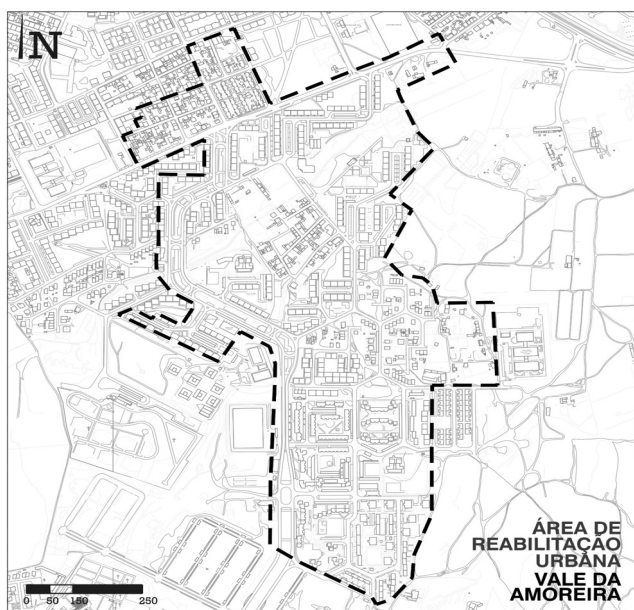 N
ÁREA DE
REABILITAÇÃO
URBANA
VALE DA
AMOREIRA
0 50 150 250